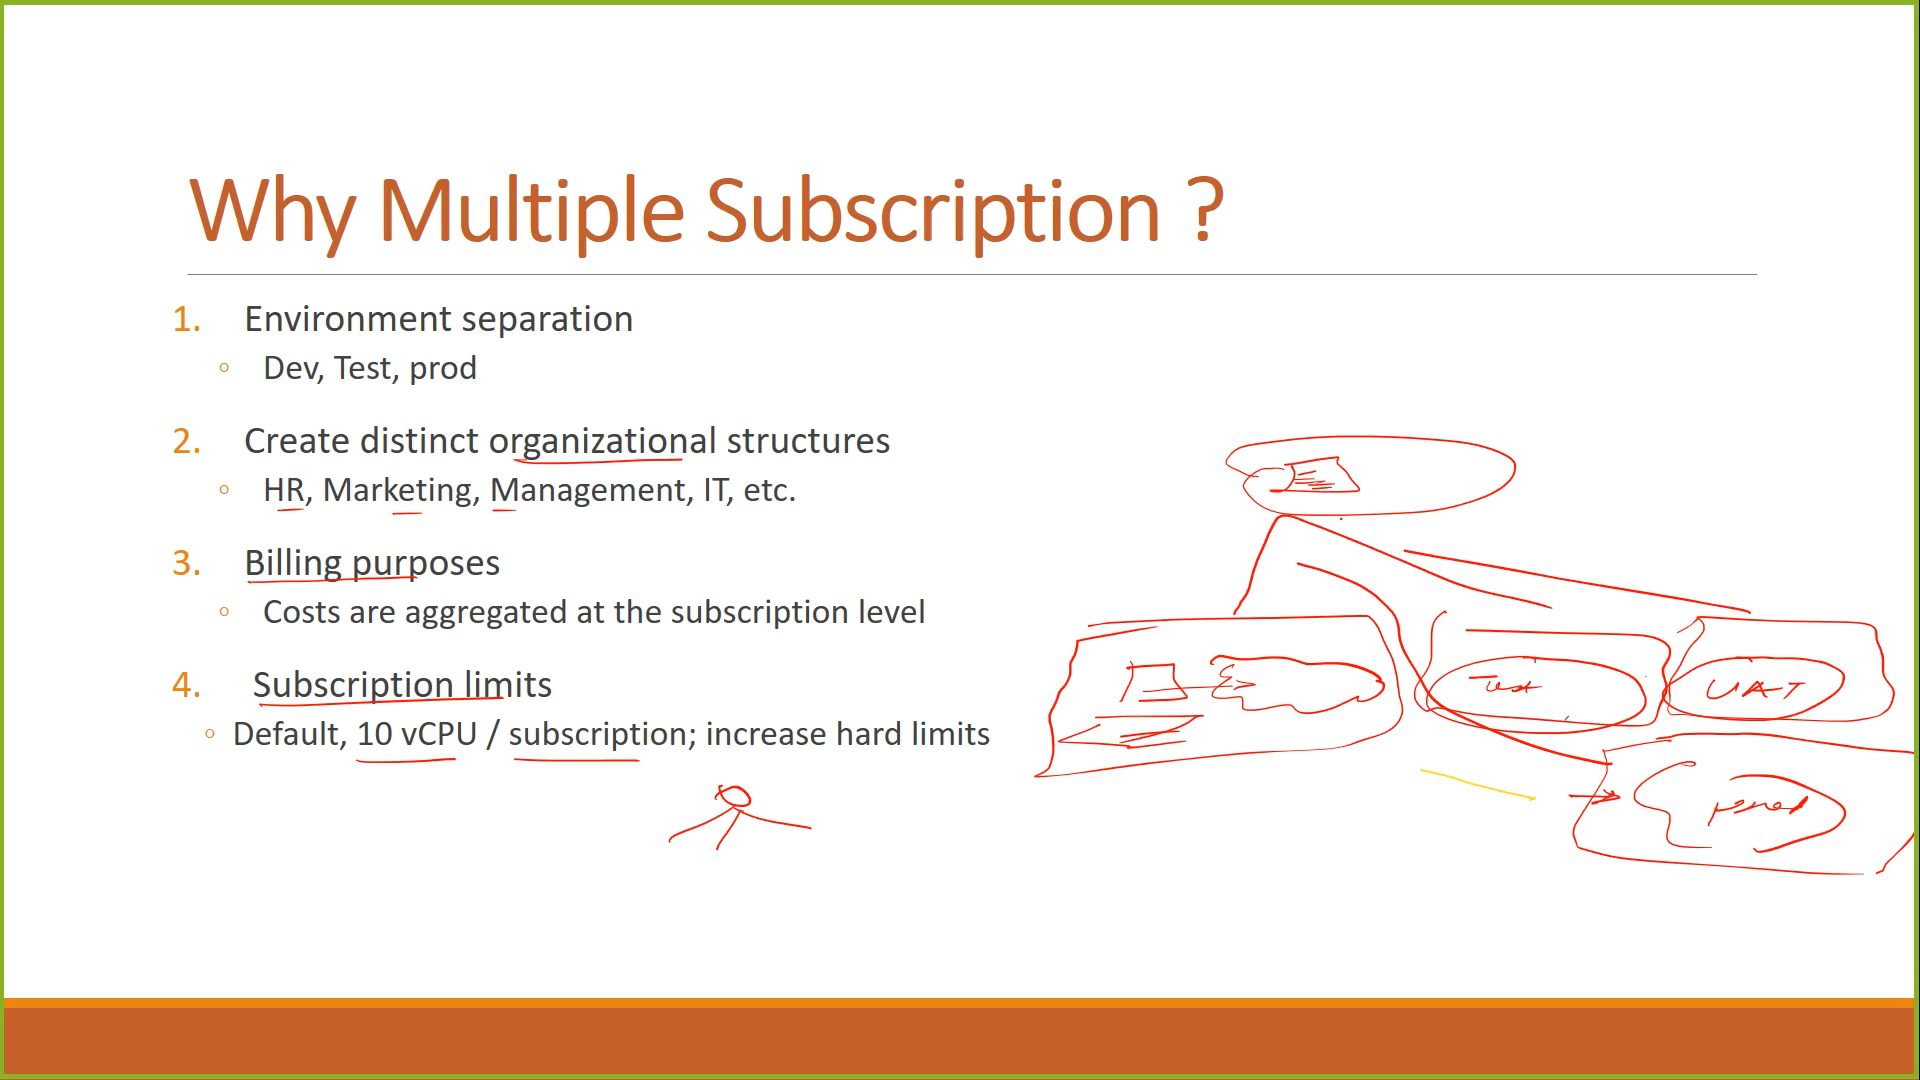 Why Multiple Subscription ?
1. Environment separation
◦ Dev, Test, prod
2. Create distinct organizational structures
◦ HR, Marketing, Management, IT, etc.
3. Billing purposes
◦ Costs are aggregated at the subscription level
4. Subscription limits
◦ Default, 10 vCPU / subscription; increase hard limits
Test
UAT
prod